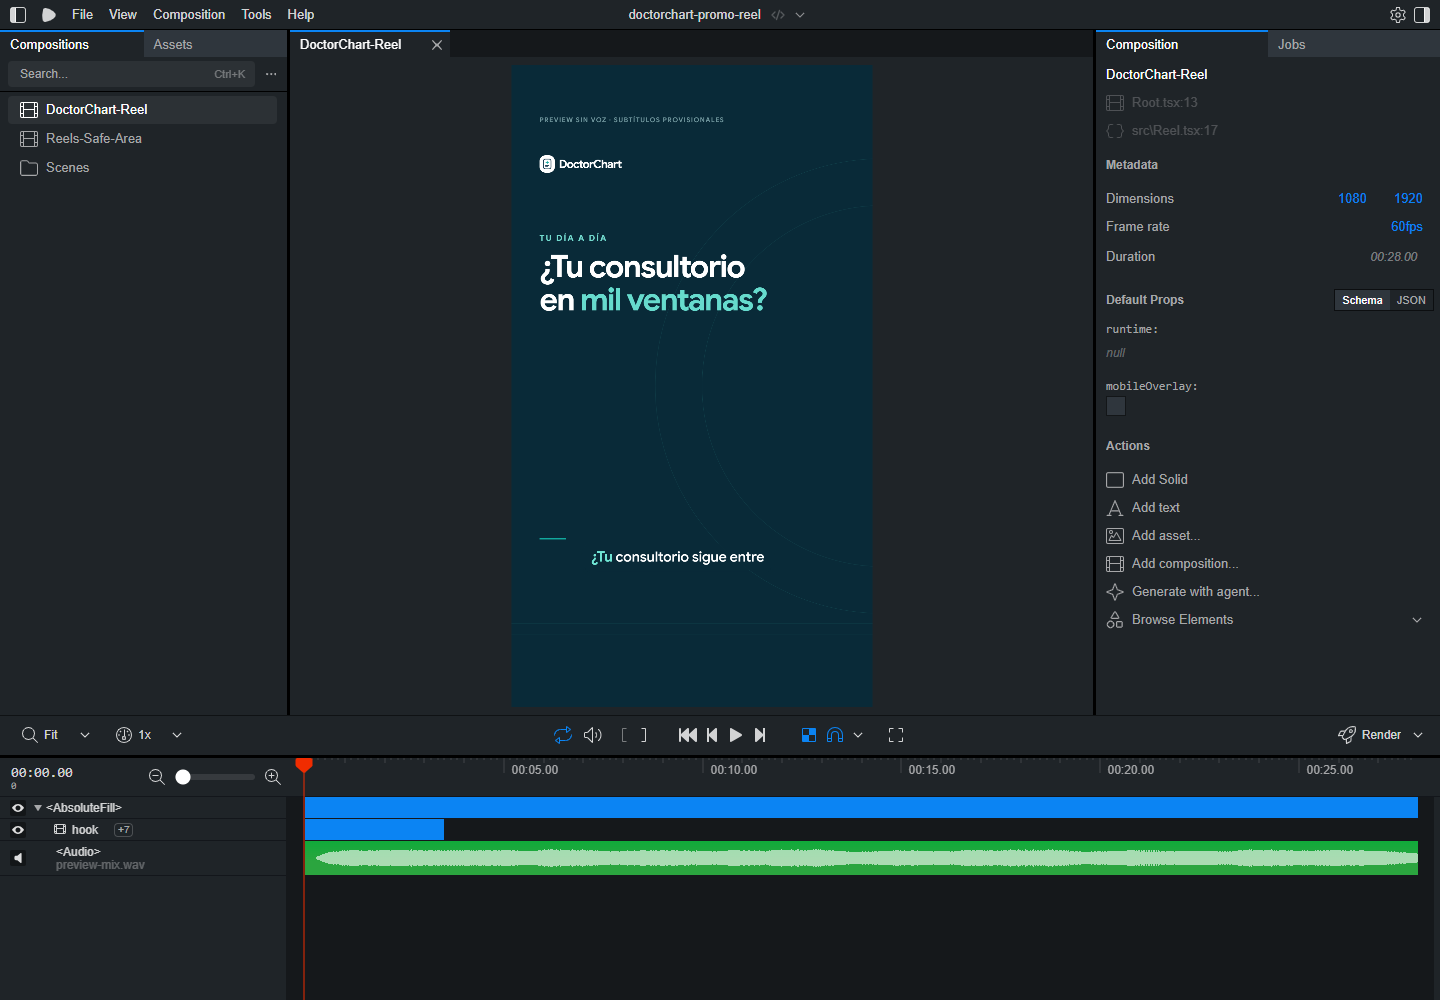 File View Composition Tools Help
doctorchart-promo-reel
Compositions Assets
Search... Ctrl+K
DoctorChart-Reel
Reels-Safe-Area
Scenes
DoctorChart-Reel
PREVIEW SIN VOZ · SUBTÍTULOS PROVISIONALES
DoctorChart
TU DÍA A DÍA
¿Tu consultorio
en mil ventanas?
¿Tu consultorio sigue entre
Composition Jobs
DoctorChart-Reel
Root.tsx:13
src\Reel.tsx:17
Metadata
Dimensions 1080 1920
Frame rate 60fps
Duration 00:28.00
Default Props Schema JSON
runtime:
null
mobileOverlay:
Actions
Add Solid
Add text
Add asset...
Add composition...
Generate with agent...
Browse Elements
Fit 1x Render
00:00.00
0
00:05.00 00:10.00 00:15.00 00:20.00 00:25.00
<AbsoluteFill>
hook +7
<Audio>
preview-mix.wav